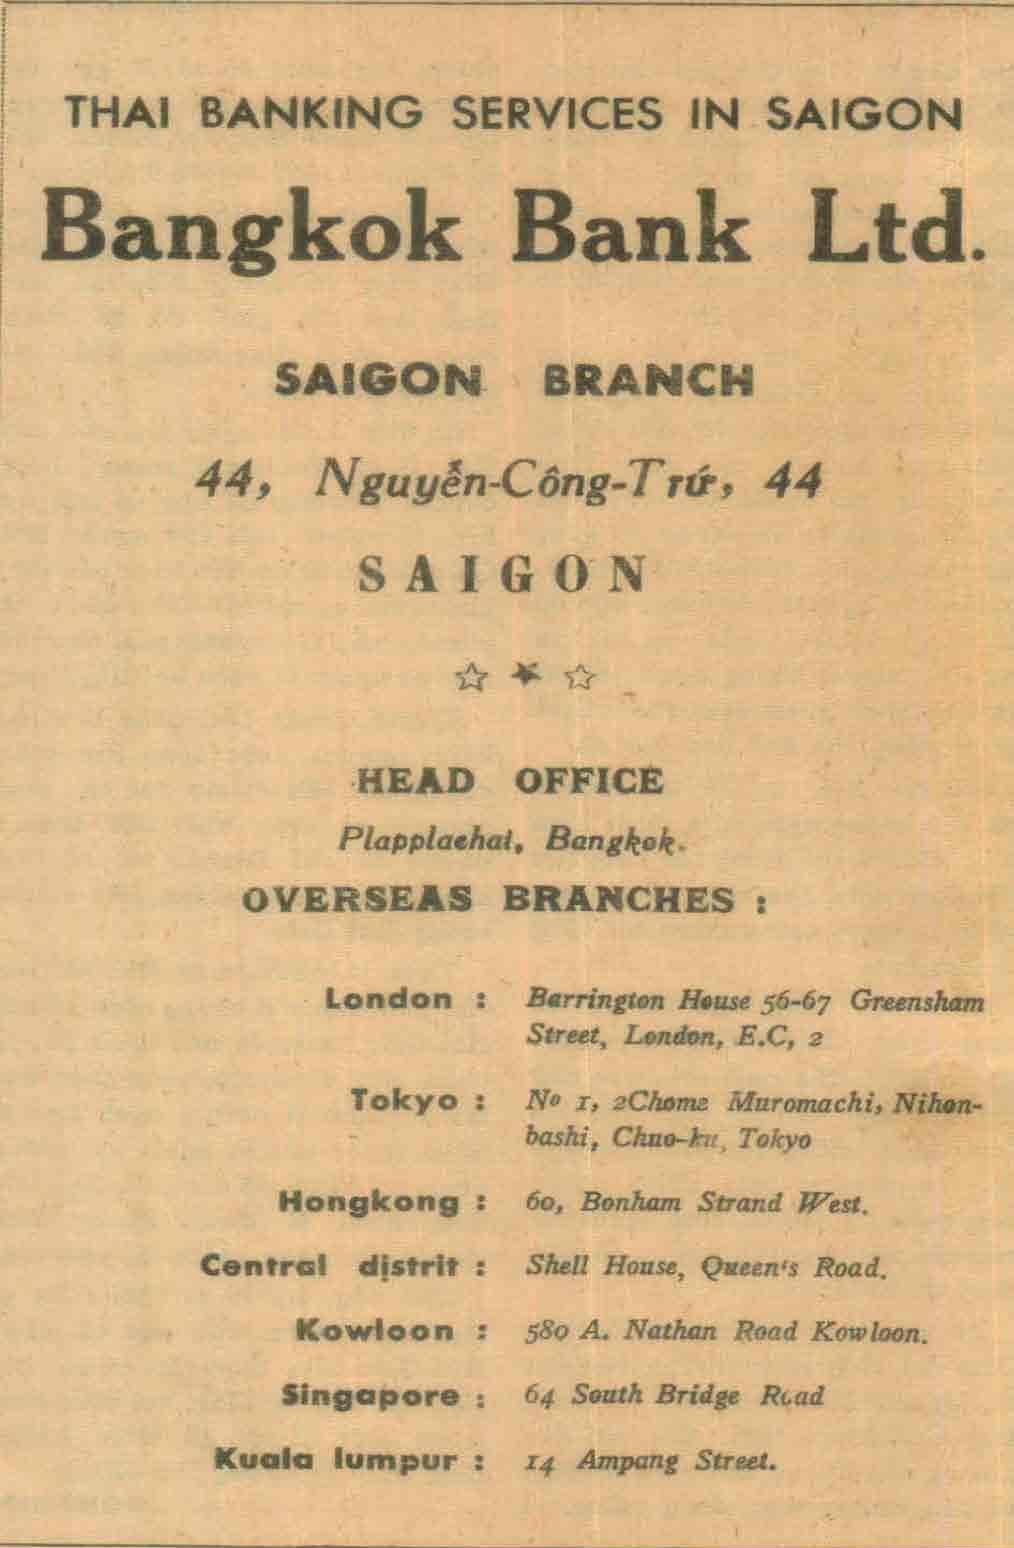 THAI BANKING SERVICES IN SAIGON
Bangkok Bank Ltd.
SAIGON BRANCH
44, Nguyễn-Công-Trứ, 44
SAIGON
HEAD OFFICE
Plapplaehai, Bangkok.
OVERSEAS BRANCHES :
London : Barrington House 56-67 Greensham
Street, London, E.C, 2
Tokyo : No 1, 2Chome Muromachi, Nihon-
bashi, Chuo-ku, Tokyo
Hongkong : 60, Bonham Strand West.
Central distrit : Shell House, Queen's Road.
Kowloon : 580 A. Nathan Road Kowloon.
Singapore : 64 South Bridge Road
Kuala lumpur : 14 Ampang Street.